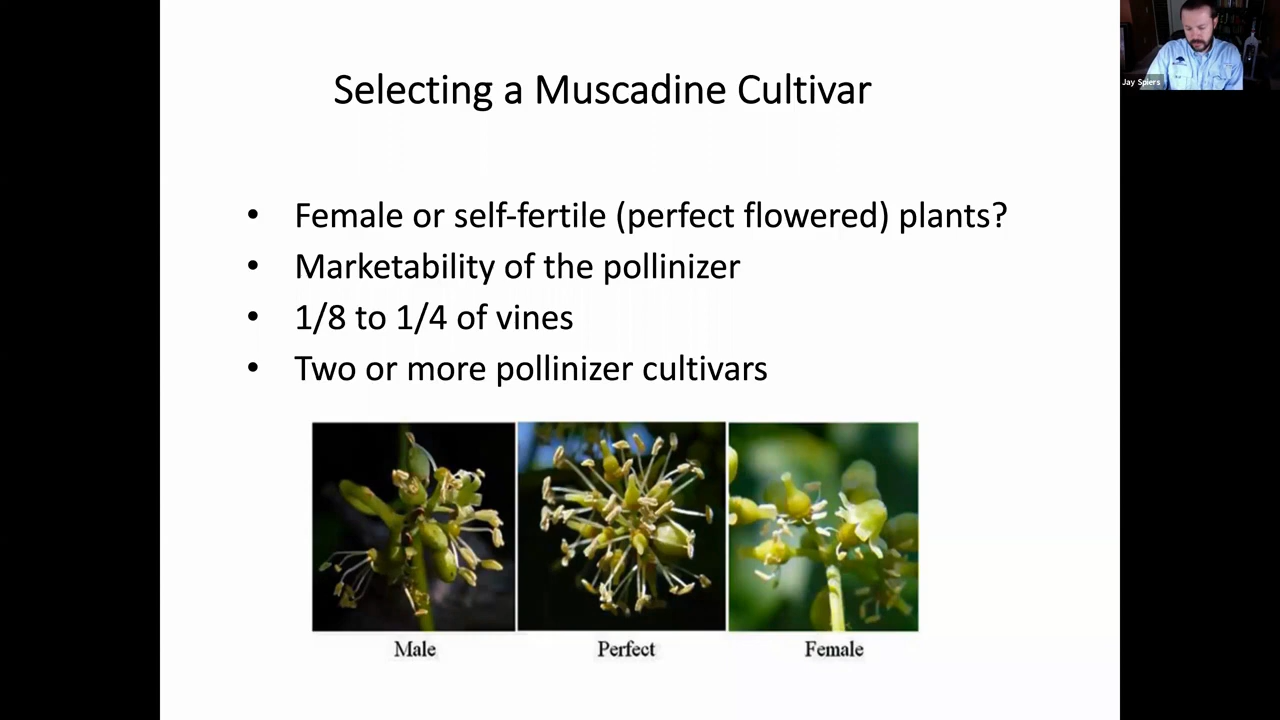 Selecting a Muscadine Cultivar
• Female or self-fertile (perfect flowered) plants?
• Marketability of the pollinizer
• 1/8 to 1/4 of vines
• Two or more pollinizer cultivars
Male Perfect Female
Jay Spiers